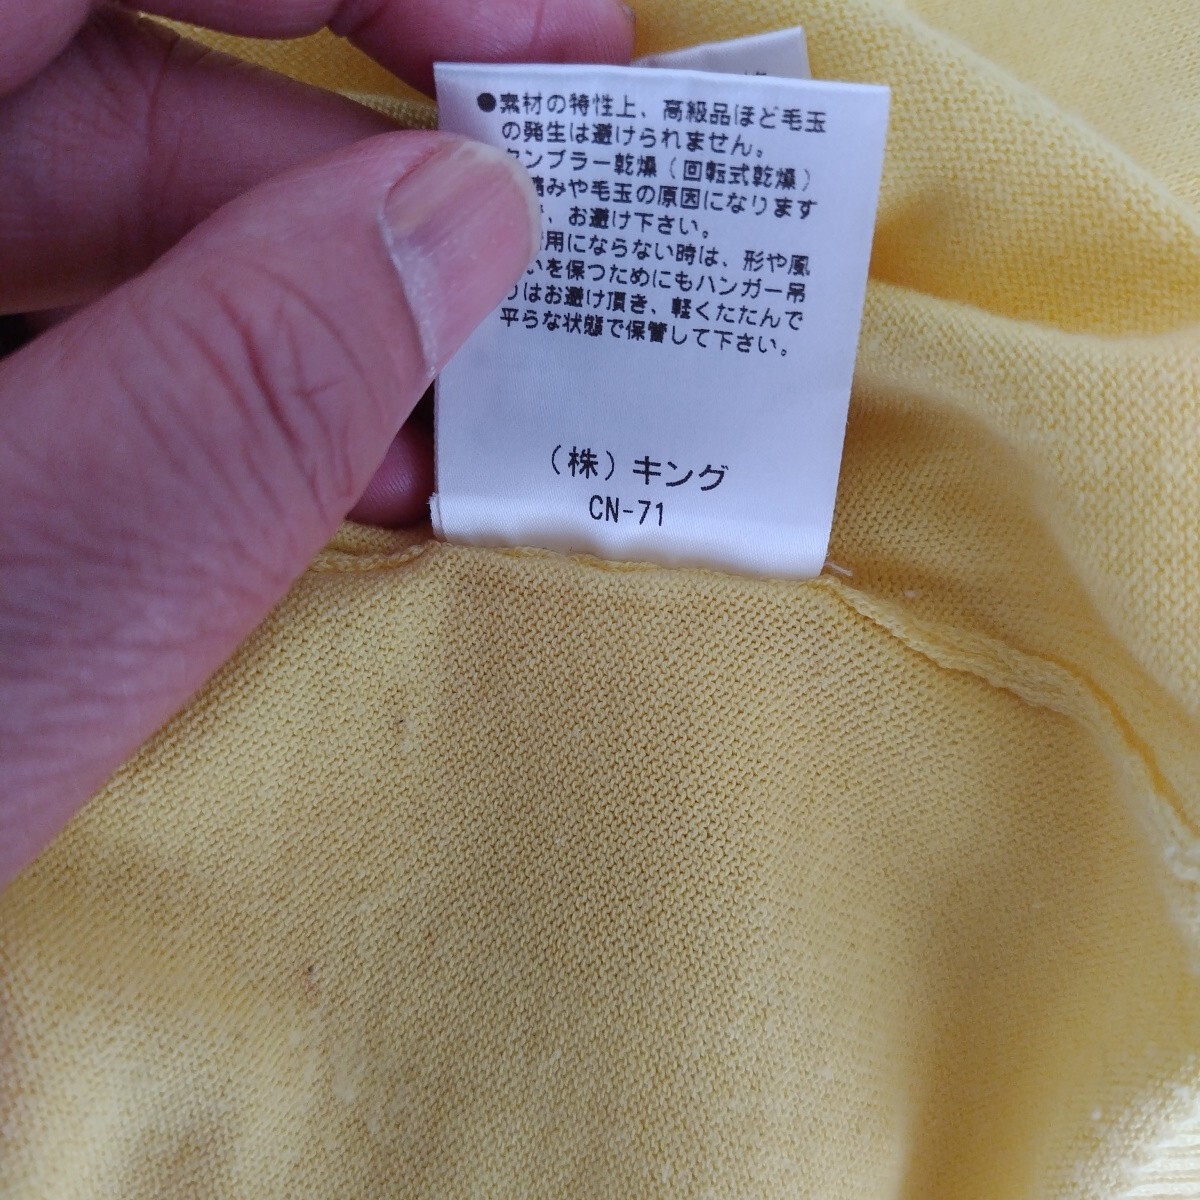 ●素材の特性上、高級品ほど毛玉
の発生は避けられません。
タンブラー乾燥（回転式乾燥）
みや毛玉の原因になります
、お避け下さい。
用にならない時は、形や風
いを保つためにもハンガー吊
りはお避け頂き、軽くたたんで
平らな状態で保管して下さい。
（株）キング
CN-71